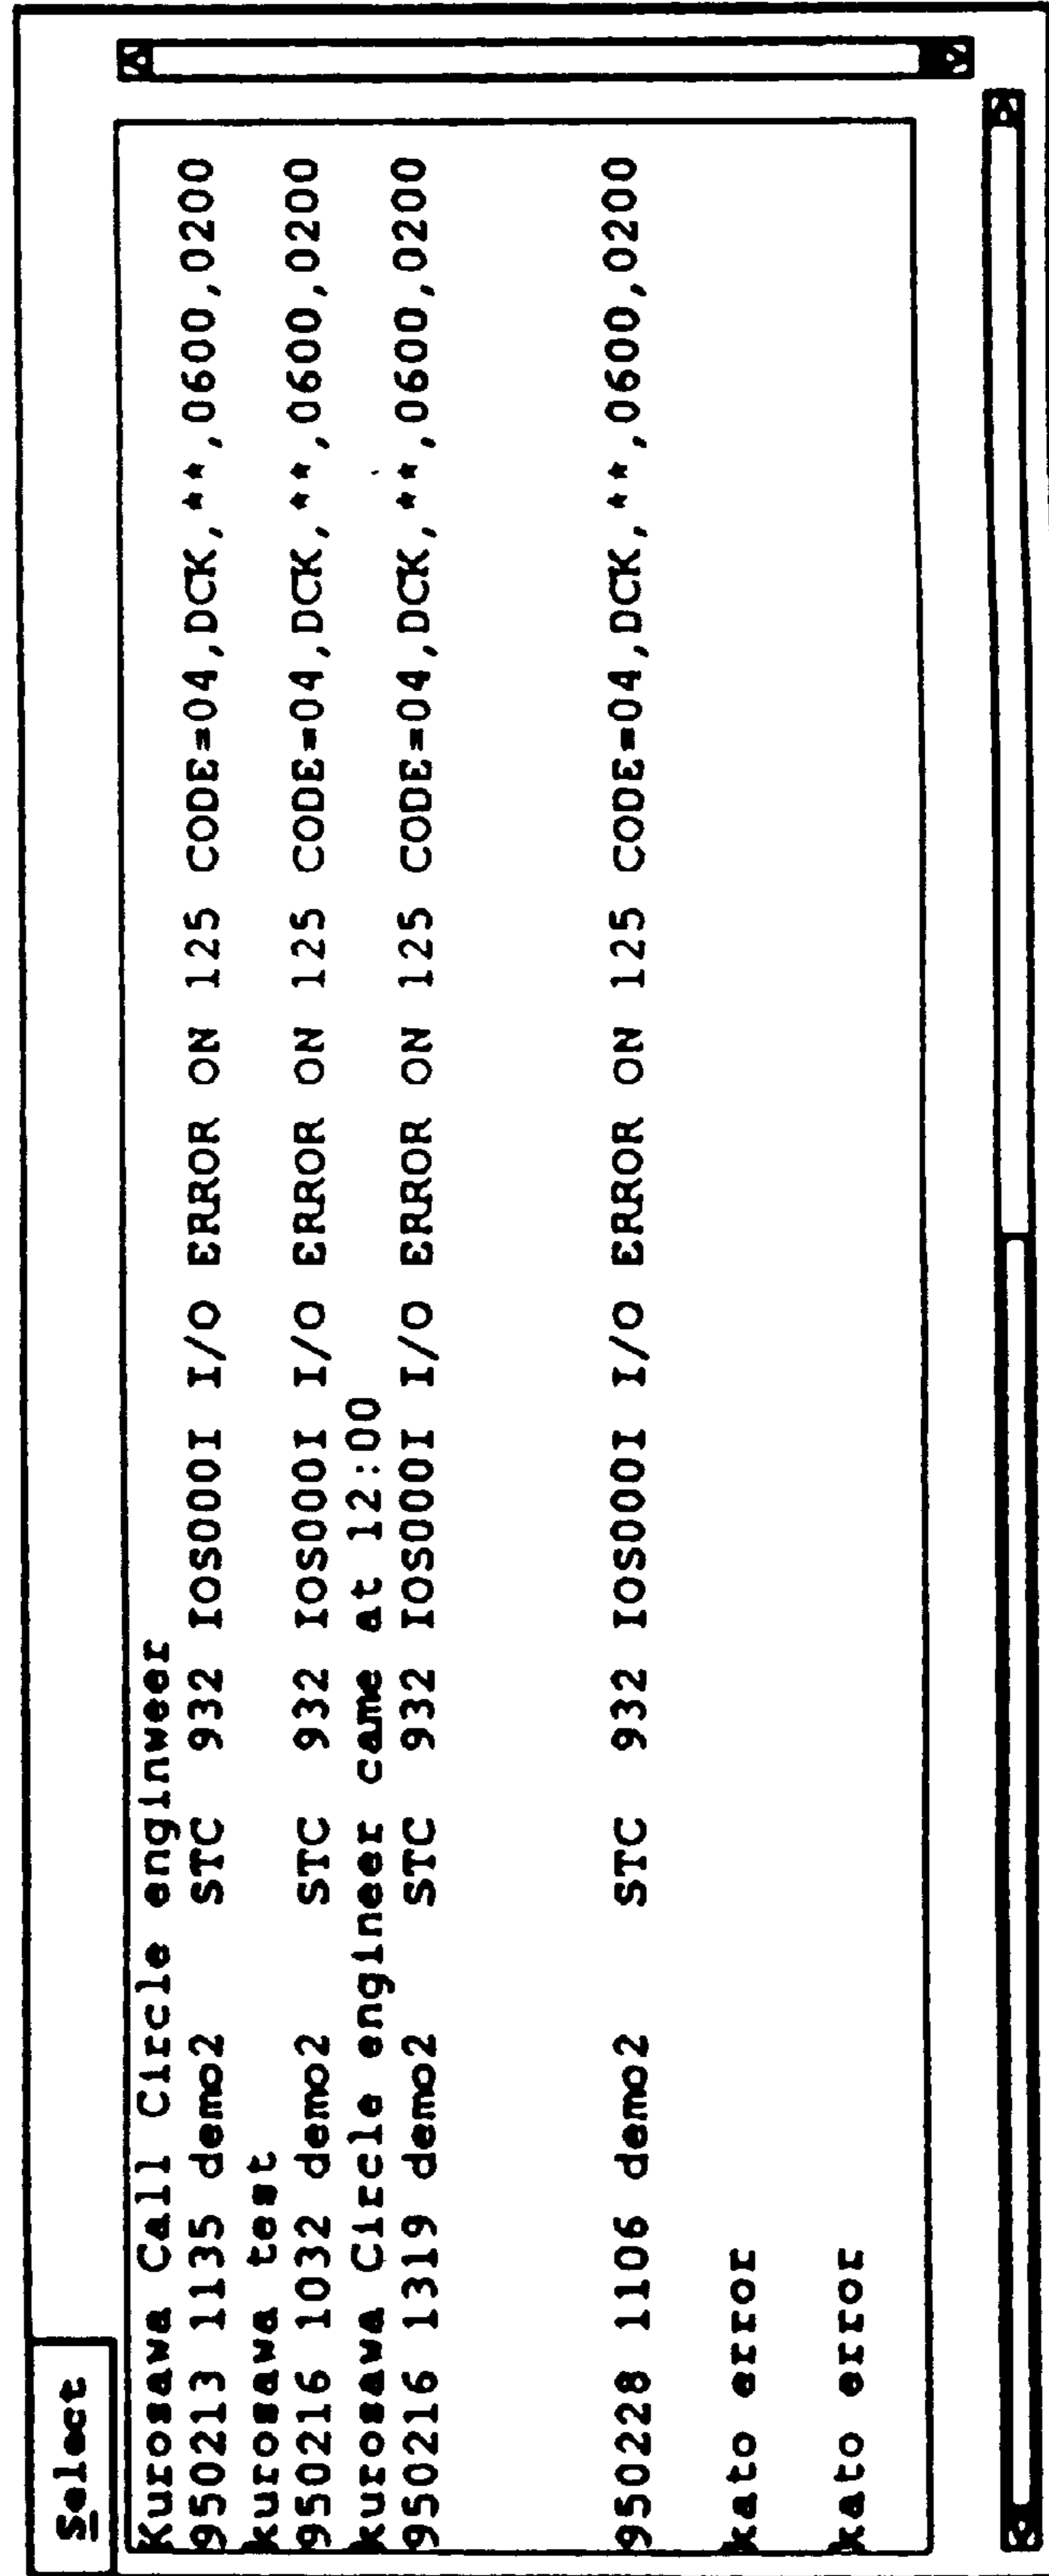 Select
Kurosawa Call Circle enginweer
950213 1135 demo2 STC 932 IOS000I I/O ERROR ON 125 CODE=04,DCK,**,0600,0200
kurosawa test
950216 1032 demo2 STC 932 IOS000I I/O ERROR ON 125 CODE=04,DCK,**,0600,0200
kurosawa Circle engineer came at 12:00
950216 1319 demo2 STC 932 IOS000I I/O ERROR ON 125 CODE=04,DCK,**,0600,0200
950228 1106 demo2 STC 932 IOS000I I/O ERROR ON 125 CODE=04,DCK,**,0600,0200
kato error
kato error